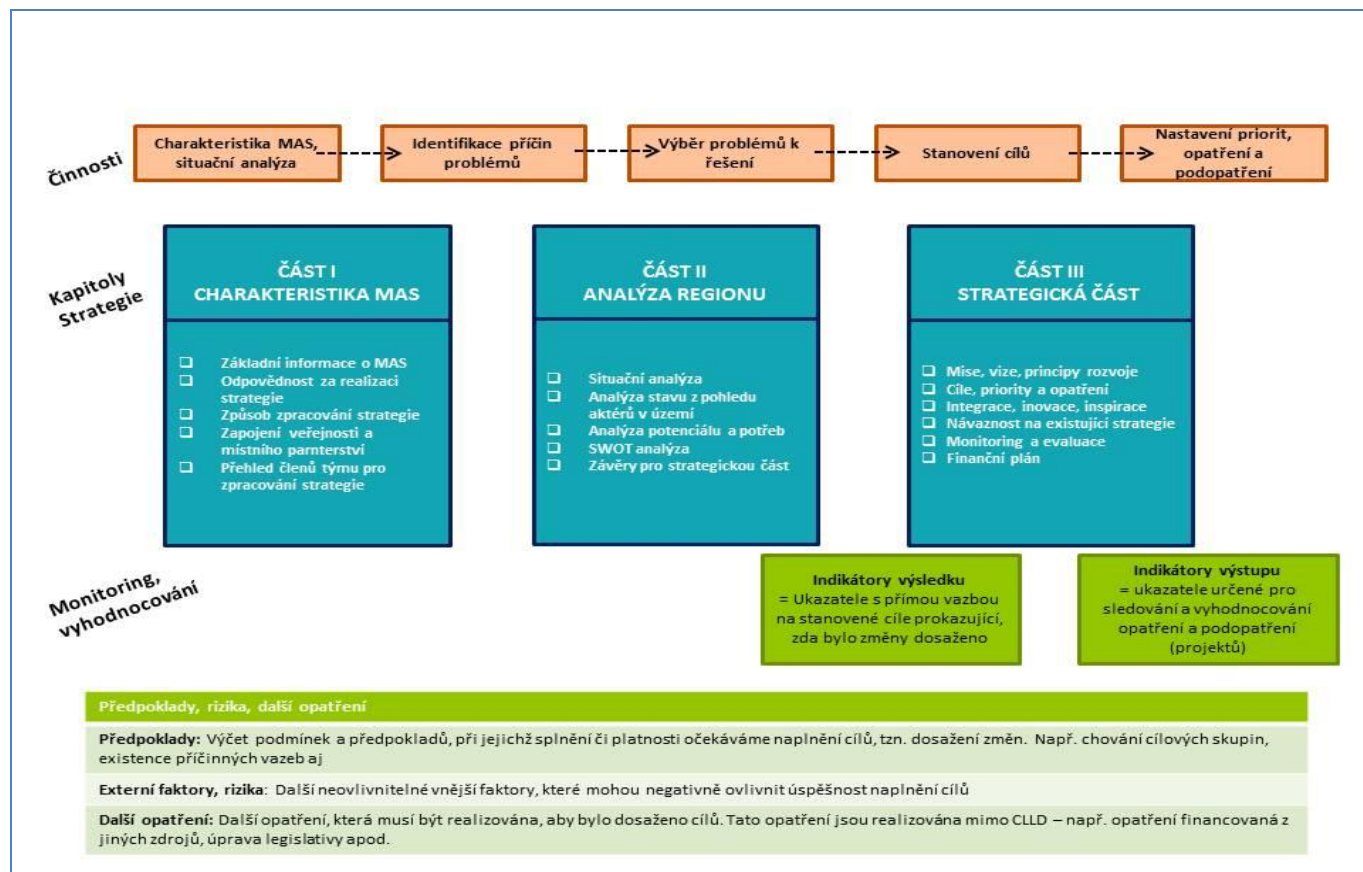 Činnosti
Charakteristika MAS,
situační analýza
Identifikace příčin
problémů
Výběr problémů k
řešení
Stanovení cílů
Nastavení priorit,
opatření a
podopatření
Kapitoly
Strategie
ČÁST I
CHARAKTERISTIKA MAS
Základní informace o MAS
Odpovědnost za realizaci
strategie
Způsob zpracování strategie
Zapojení veřejnosti a
místního parnterství
Přehled členů týmu pro
zpracování strategie
ČÁST II
ANALÝZA REGIONU
Situační analýza
Analýza stavu z pohledu
aktérů v území
Analýza potenciálu a potřeb
SWOT analýza
Závěry pro strategickou část
ČÁST III
STRATEGICKÁ ČÁST
Mise, vize, principy rozvoje
Cíle, priority a opatření
Integrace, inovace, inspirace
Návaznost na existující strategie
Monitoring a evaluace
Finanční plán
Monitoring,
vyhodnocování
Indikátory výsledku
= Ukazatele s přímou vazbou
na stanovené cíle prokazující,
zda bylo změny dosaženo
Indikátory výstupu
= ukazatele určené pro
sledování a vyhodnocování
opatření a podopatření
(projektů)
Předpoklady, rizika, další opatření
Předpoklady: Výčet podmínek a předpokladů, při jejichž splnění či platnosti očekáváme naplnění cílů, tzn. dosažení změn. Např. chování cílových skupin,
existence příčinných vazeb aj
Externí faktory, rizika: Další neovlivnitelné vnější faktory, které mohou negativně ovlivnit úspěšnost naplnění cílů
Další opatření: Další opatření, která musí být realizována, aby bylo dosaženo cílů. Tato opatření jsou realizována mimo CLLD – např. opatření financovaná z
jiných zdrojů, úprava legislativy apod.